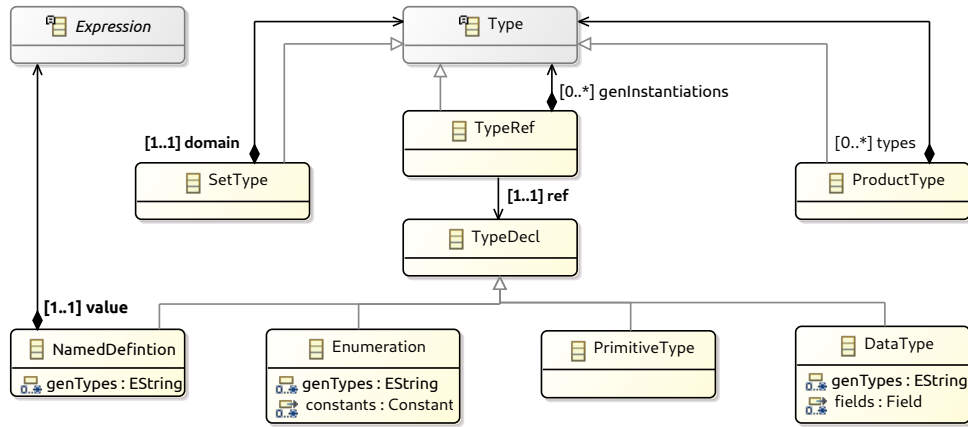 Expression
Type
[0..*] genInstantiations
TypeRef
[1..1] domain
[0..*] types
SetType
ProductType
[1..1] ref
TypeDecl
[1..1] value
NamedDefintion
genTypes : EString
Enumeration
genTypes : EString
constants : Constant
PrimitiveType
DataType
genTypes : EString
fields : Field